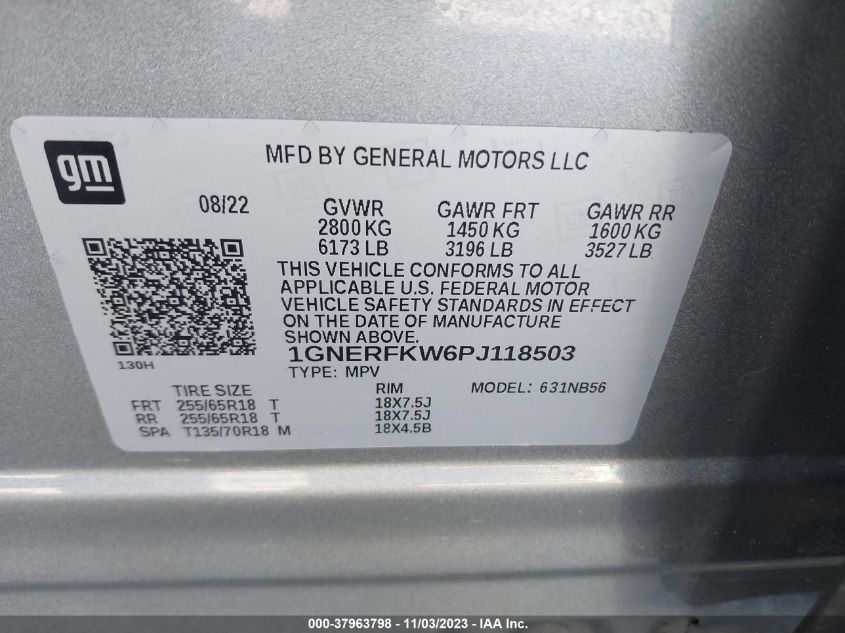 gm
MFD BY GENERAL MOTORS LLC
08/22 GVWR GAWR FRT GAWR RR
2800 KG 1450 KG 1600 KG
6173 LB 3196 LB 3527 LB
THIS VEHICLE CONFORMS TO ALL
APPLICABLE U.S. FEDERAL MOTOR
VEHICLE SAFETY STANDARDS IN EFFECT
ON THE DATE OF MANUFACTURE
SHOWN ABOVE.
1GNERFKW6PJ118503
130H
TYPE: MPV
TIRE SIZE RIM MODEL: 631NB56
FRT 255/65R18 T 18X7.5J
RR 255/65R18 T 18X7.5J
SPA T135/70R18 M 18X4.5B
000-37963798 - 11/03/2023 - IAAI Inc.